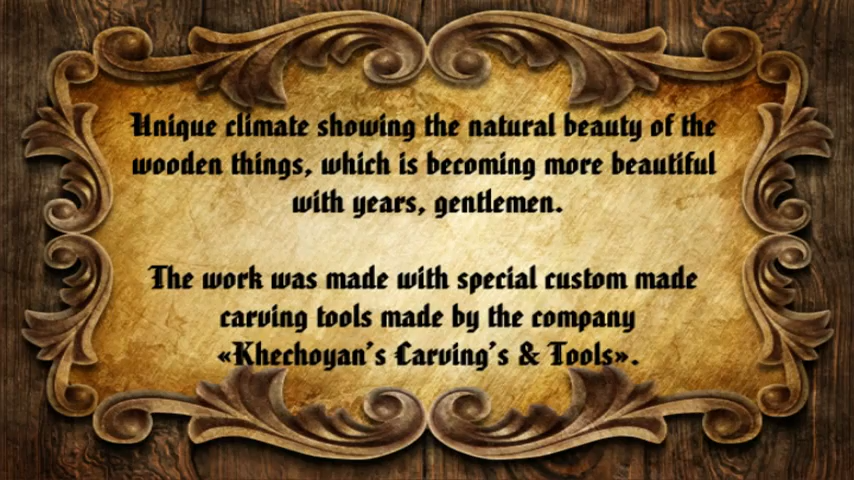 Unique climate showing the natural beauty of the
wooden things, which is becoming more beautiful
with years, gentlemen.
The work was made with special custom made
carving tools made by the company
«Khechoyan's Carving's & Tools».